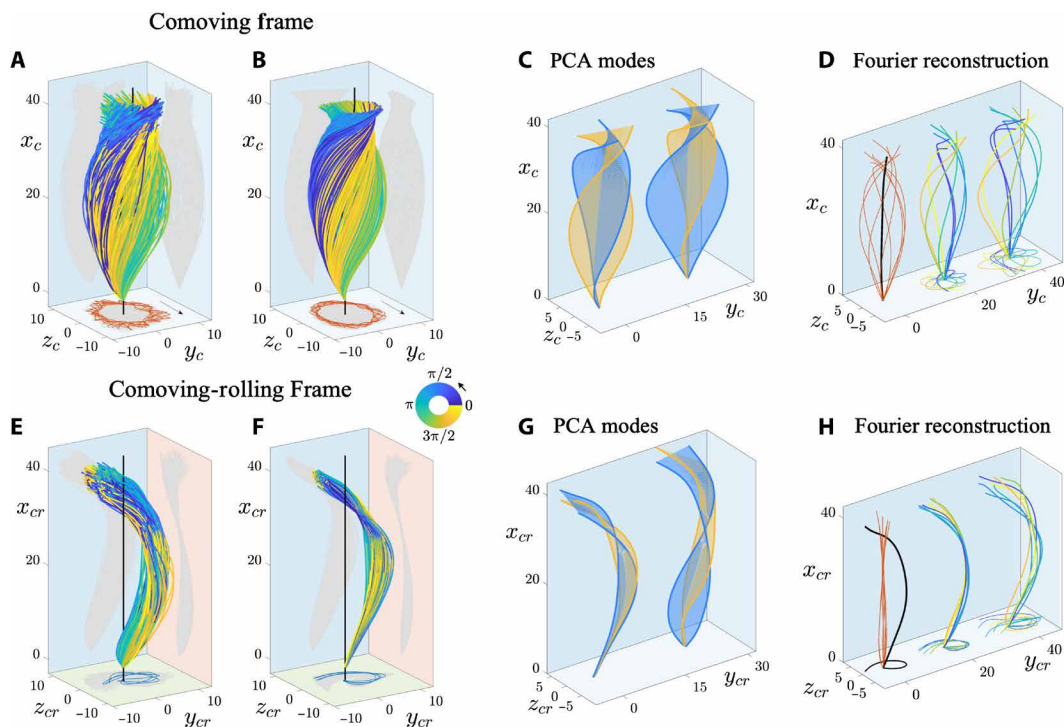 Comoving frame
A
B
C PCA modes
D Fourier reconstruction
40
x_c
20
0
10
0
-10
z_c
-10
0
10
y_c
40
x_c
20
0
10
0
-10
z_c
-10
0
10
y_c
40
x_c
20
0
5
0
-5
z_c
0
15
30
y_c
40
x_c
20
0
5
0
-5
z_c
0
20
40
y_c
Comoving-rolling Frame
π/2
π
0
3π/2
E
F
G PCA modes
H Fourier reconstruction
40
x_cr
20
0
10
0
-10
z_cr
-10
0
10
y_cr
40
x_cr
20
0
10
0
-10
z_cr
-10
0
10
y_cr
40
x_cr
20
0
5
0
-5
z_cr
0
15
30
y_cr
40
x_cr
20
0
5
0
-5
z_cr
0
20
40
y_cr